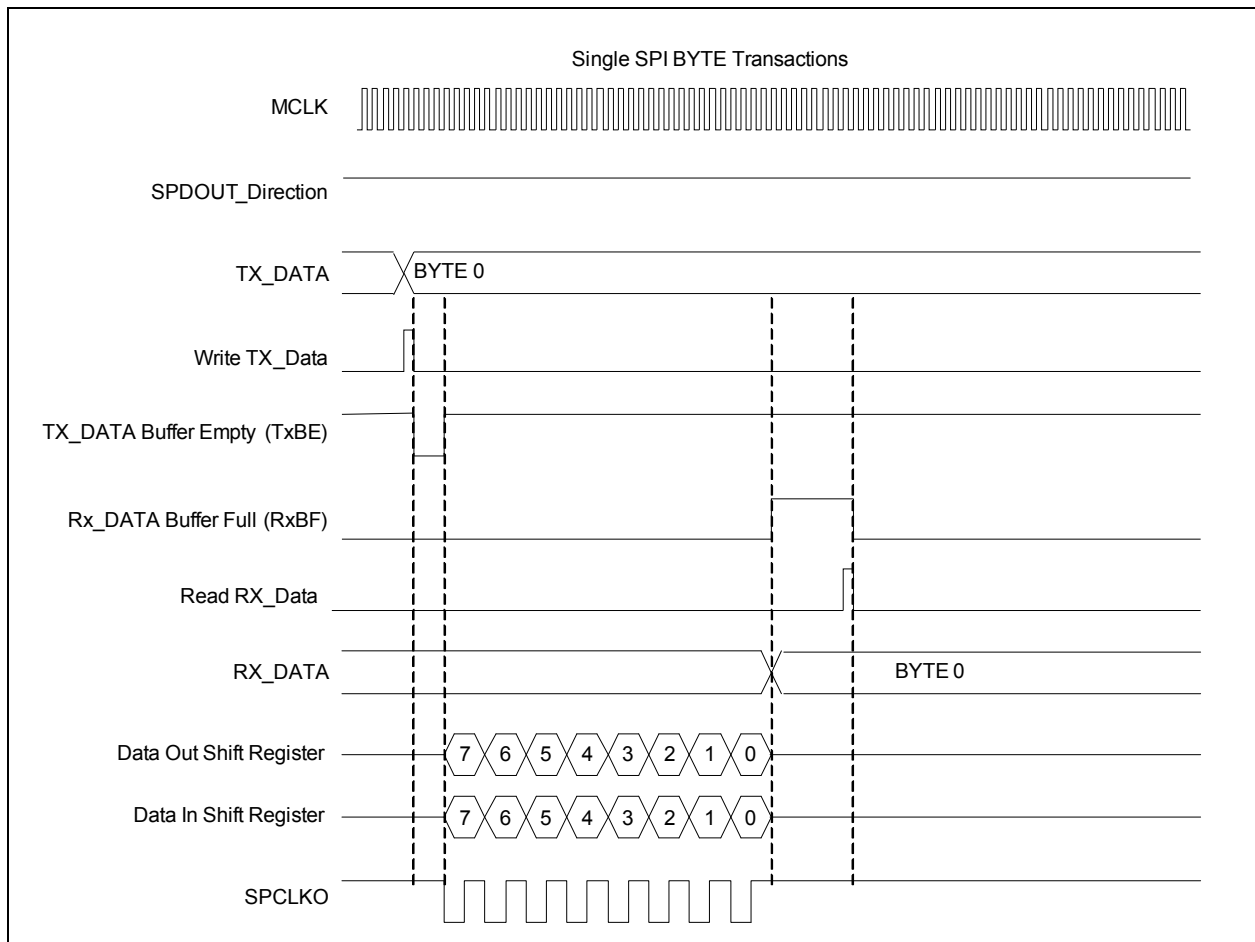 Single SPI BYTE Transactions
MCLK
SPDOUT_Direction
TX_DATA
BYTE 0
Write TX_Data
TX_DATA Buffer Empty (TxBE)
Rx_DATA Buffer Full (RxBF)
Read RX_Data
RX_DATA
BYTE 0
Data Out Shift Register
7 6 5 4 3 2 1 0
Data In Shift Register
7 6 5 4 3 2 1 0
SPCLKO